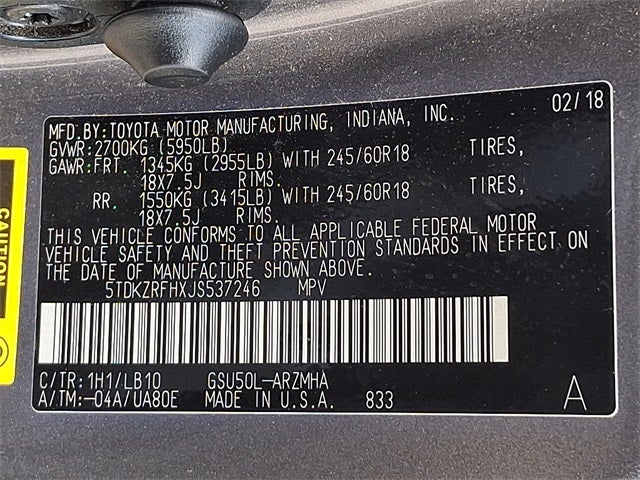 MFD.BY:TOYOTA MOTOR MANUFACTURING, INDIANA, INC. 02/18
GVWR:2700KG (5950LB)
GAWR:FRT. 1345KG (2955LB) WITH 245/60R18 TIRES,
18X7.5J RIMS.
RR 1550KG (3415LB) WITH 245/60R18 TIRES,
18X7.5J RIMS.
THIS VEHICLE CONFORMS TO ALL APPLICABLE FEDERAL MOTOR
VEHICLE SAFETY AND THEFT PREVENTION STANDARDS IN EFFECT ON
THE DATE OF MANUFACTURE SHOWN ABOVE.
5TDKZRFHXJS537246 MPV
C/TR:1H1/LB10 GSU50L-ARZMHA
A/TM:-04A/UA80E MADE IN U.S.A. 833 A
CAUTION